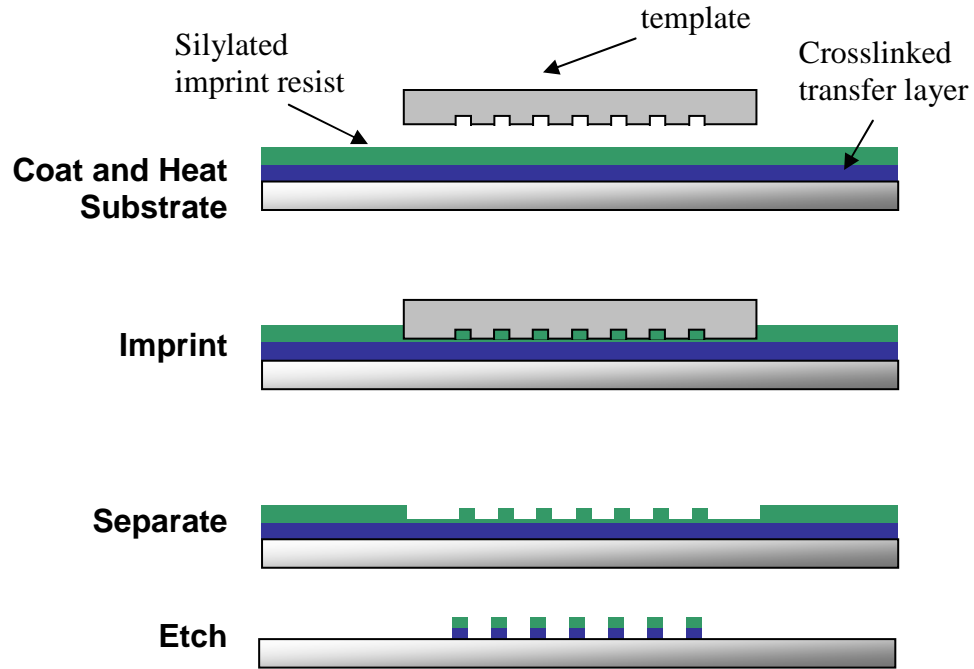 template
Silylated
imprint resist
Crosslinked
transfer layer
Coat and Heat
Substrate
Imprint
Separate
Etch